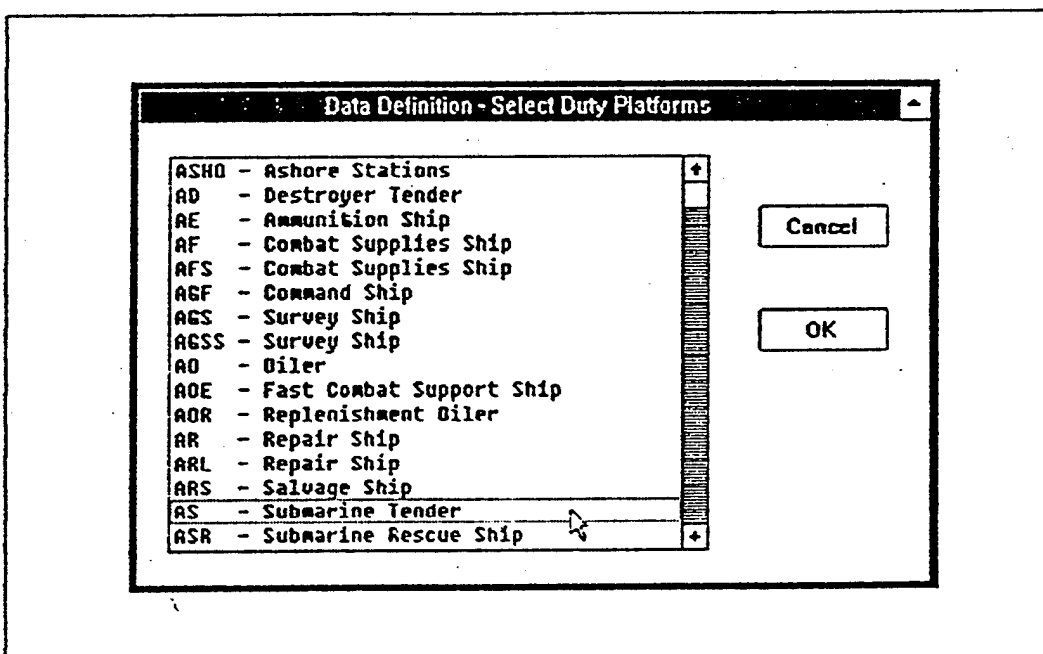 Data Definition - Select Duty Platforms
ASHO - Ashore Stations
AD - Destroyer Tender
AE - Ammunition Ship
AF - Combat Supplies Ship
AFS - Combat Supplies Ship
AGF - Command Ship
AGS - Survey Ship
AGSS - Survey Ship
AO - Oiler
AOE - Fast Combat Support Ship
AOR - Replenishment Oiler
AR - Repair Ship
ARL - Repair Ship
ARS - Salvage Ship
AS - Submarine Tender
ASR - Submarine Rescue Ship
Cancel
OK